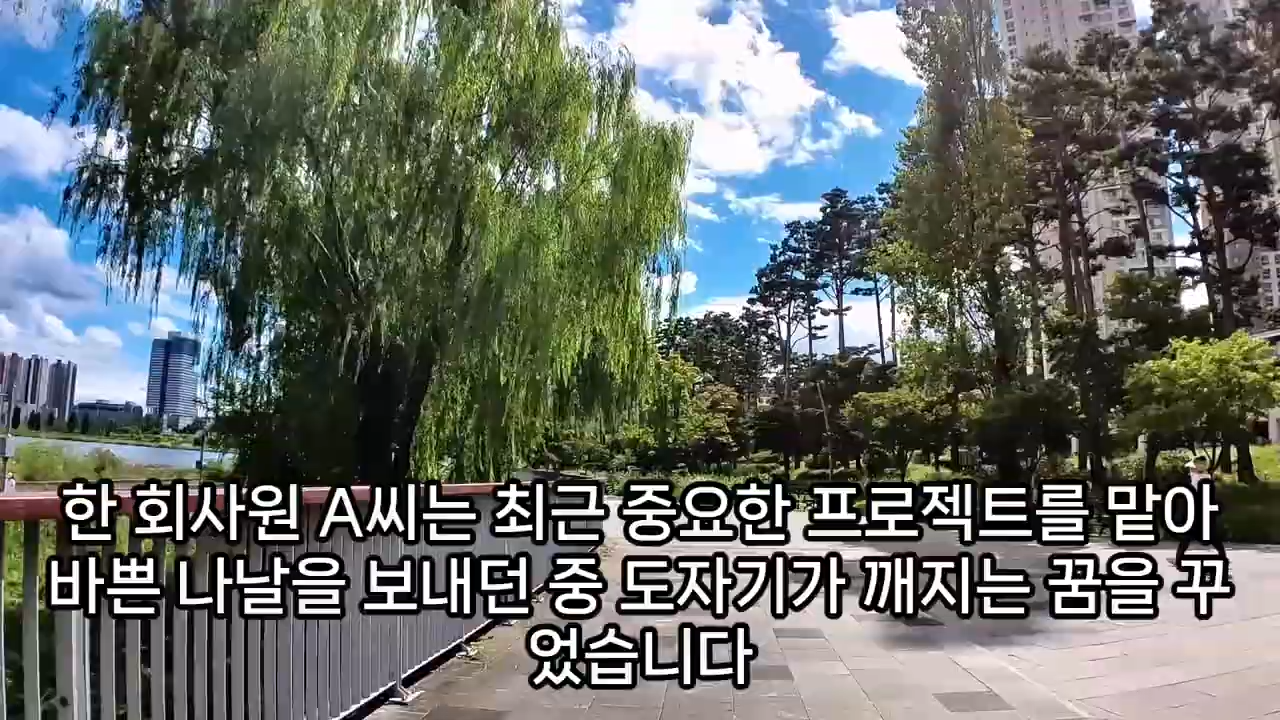 한 회사원 A씨는 최근 중요한 프로젝트를 맡아
바쁜 나날을 보내던 중 도자기가 깨지는 꿈을 꾸
었습니다